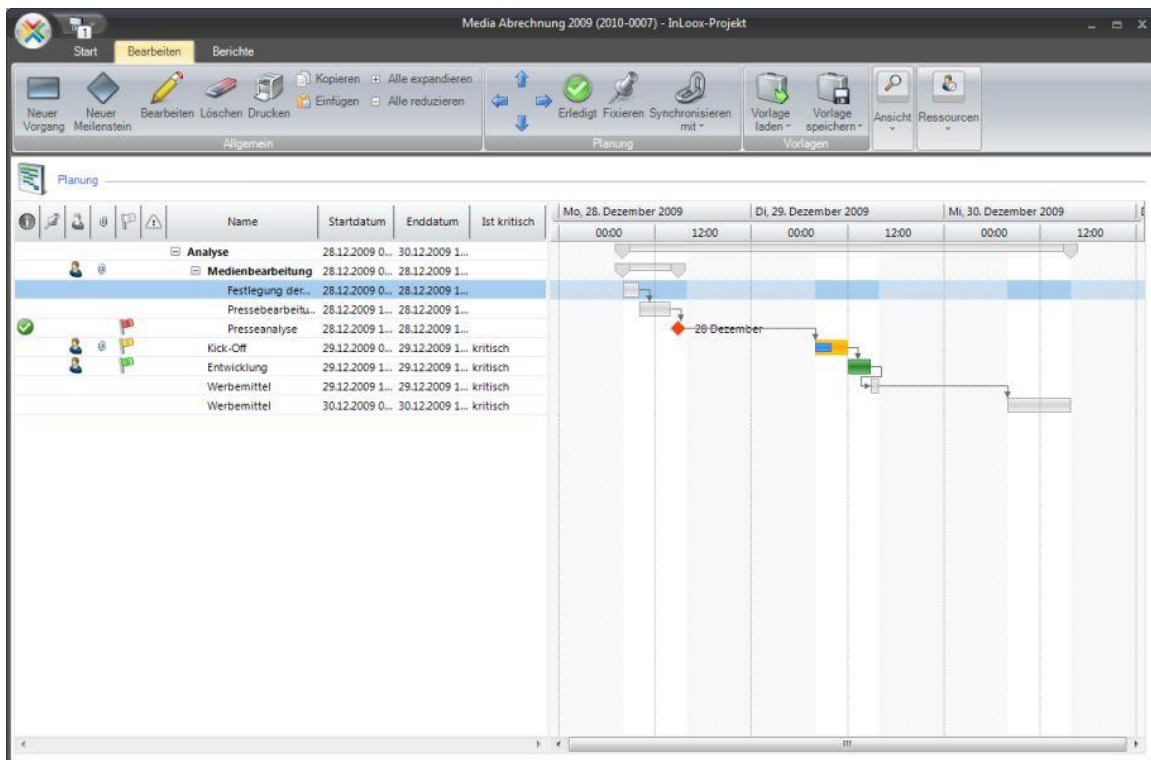 Media Abrechnung 2009 (2010-0007) - InLoox-Projekt
1
Start Bearbeiten Berichte
Neuer Vorgang
Neuer Meilenstein
Bearbeiten Löschen Drucken
Kopieren Alle expandieren
Einfügen Alle reduzieren
Allgemein
Erledigt Fixieren Synchronisieren mit
Planung
Vorlage laden
Vorlage speichern
Vorlagen
Ansicht
Ressourcen
Planung
Name Startdatum Enddatum Ist kritisch
Mo, 28. Dezember 2009 Di, 29. Dezember 2009 Mi, 30. Dezember 2009
00:00 12:00 00:00 12:00 00:00 12:00
Analyse 28.12.2009 0... 30.12.2009 1...
Medienbearbeitung 28.12.2009 0... 28.12.2009 1...
Festlegung der... 28.12.2009 0... 28.12.2009 1...
Pressebearbeitu... 28.12.2009 1... 28.12.2009 1...
Presseanalyse 28.12.2009 1... 28.12.2009 1... 28 Dezember
Kick-Off 29.12.2009 0... 29.12.2009 1... kritisch
Entwicklung 29.12.2009 1... 29.12.2009 1... kritisch
Werbemittel 29.12.2009 1... 29.12.2009 1... kritisch
Werbemittel 30.12.2009 0... 30.12.2009 1... kritisch